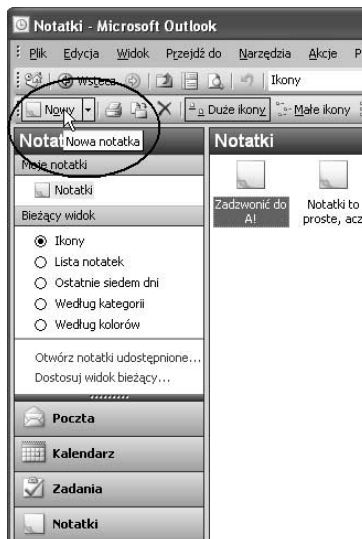 Notatki - Microsoft Outlook
Plik Edycja Widok Przejdź do Narzędzia Akcje P
Wstecz Ikony
Nowy Duże ikony Małe ikony
Notat Notatki
Nowa notatka
Moje notatki
Notatki
Zadzwonić do A! Notatki to proste, acz
Bieżący widok
Ikony
Lista notatek
Ostatnie siedem dni
Według kategorii
Według kolorów
Otwórz notatki udostępnione...
Dostosuj widok bieżący...
Poczta
Kalendarz
Zadania
Notatki